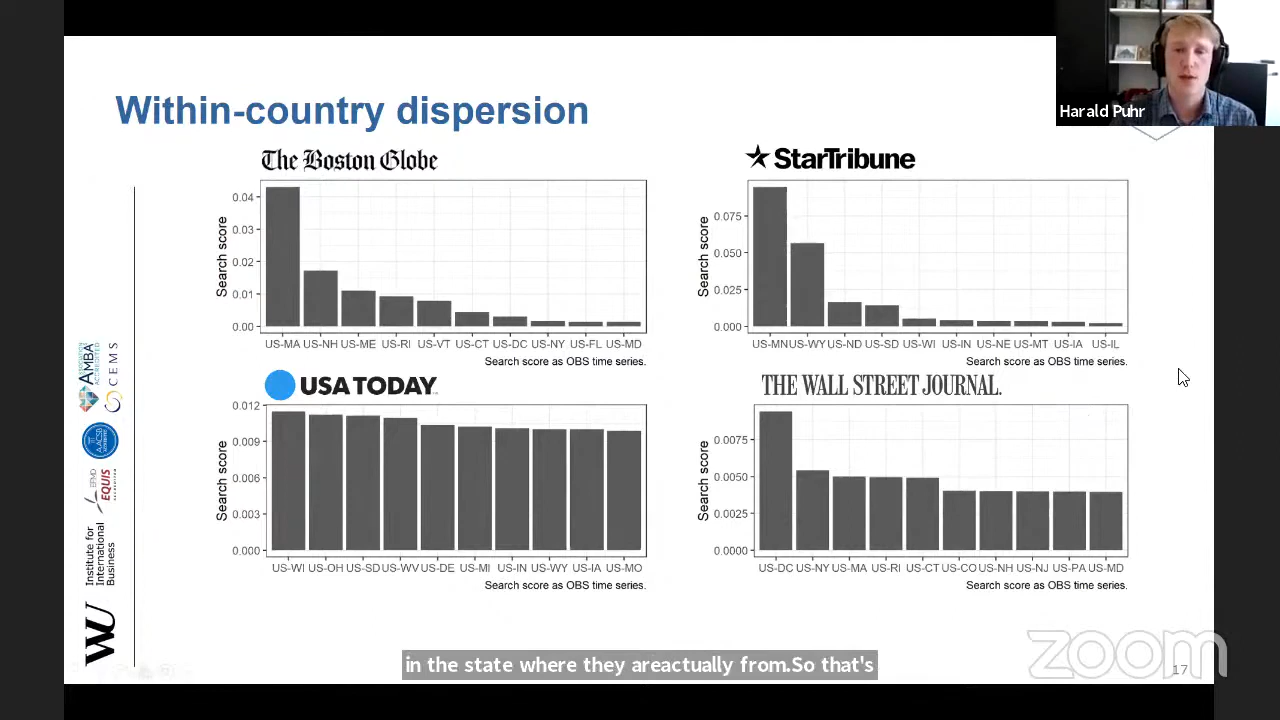 Harald Puhr
Within-country dispersion
The Boston Globe
Search score
0.04
0.03
0.02
0.01
0.00
US-MA US-NH US-ME US-RI US-VT US-CT US-DC US-NY US-FL US-MD
Search score as OBS time series.
StarTribune
Search score
0.075
0.050
0.025
0.000
US-MN US-WY US-ND US-SD US-WI US-IN US-NE US-MT US-IA US-IL
Search score as OBS time series.
USA TODAY
Search score
0.012
0.009
0.006
0.003
0.000
US-WI US-OH US-SD US-WV US-DE US-MI US-IN US-WY US-IA US-MO
Search score as OBS time series.
THE WALL STREET JOURNAL.
Search score
0.0075
0.0050
0.0025
0.0000
US-DC US-NY US-MA US-RI US-CT US-CO US-NH US-NJ US-PA US-MD
Search score as OBS time series.
AMBA
CEMS
AACSB
EFMD
EQUIS
Institute for
International
Business
WU
in the state where they areactually from.So that's
zoom
17